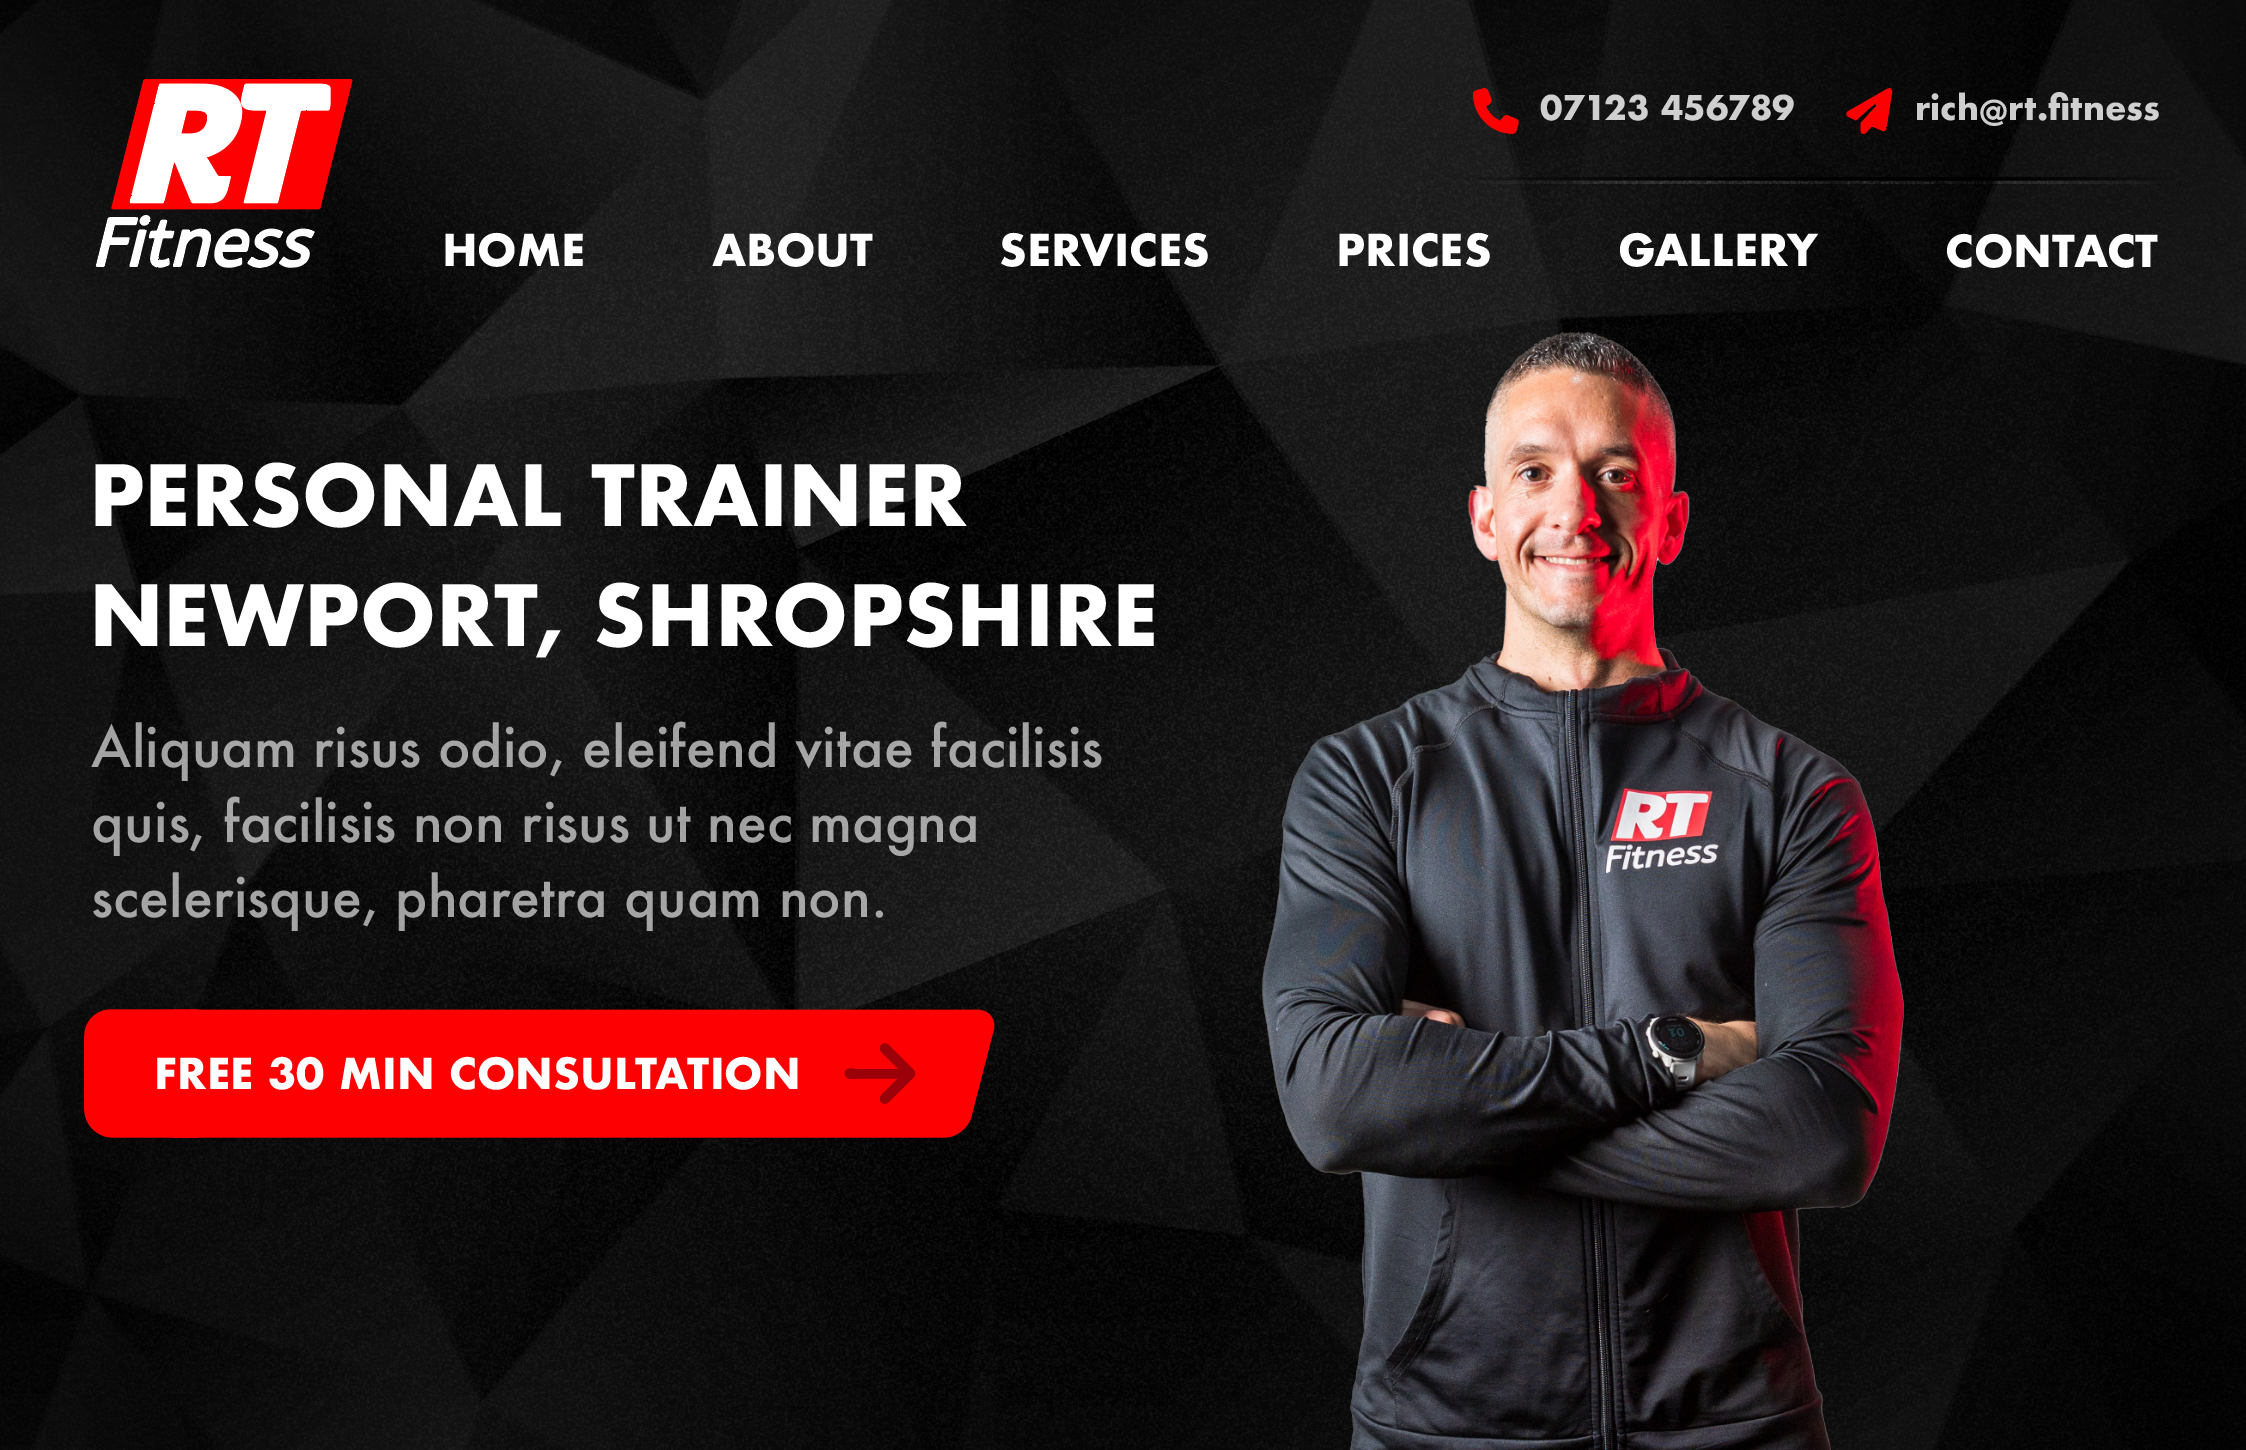 RT
Fitness
07123 456789
rich@rt.fitness
HOME
ABOUT
SERVICES
PRICES
GALLERY
CONTACT
PERSONAL TRAINER
NEWPORT, SHROPSHIRE
Aliquam risus odio, eleifend vitae facilisis
quis, facilisis non risus ut nec magna
scelerisque, pharetra quam non.
FREE 30 MIN CONSULTATION
RT
Fitness